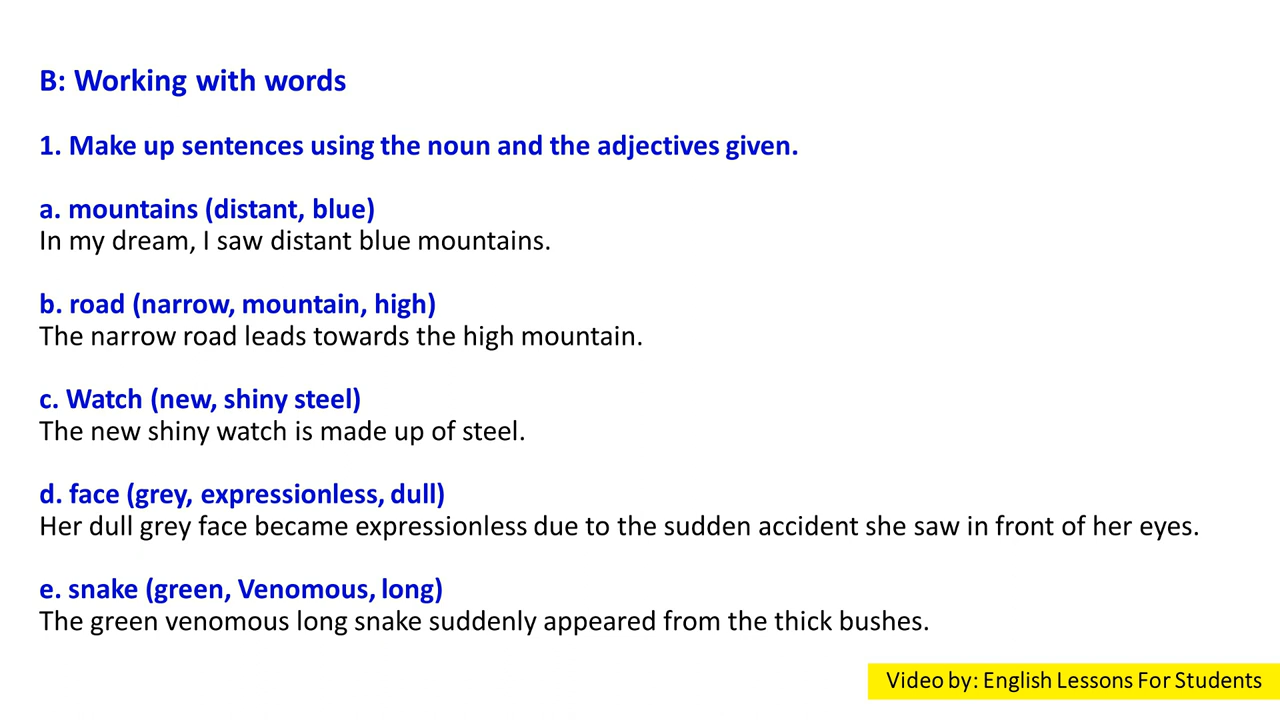 B: Working with words
1. Make up sentences using the noun and the adjectives given.
a. mountains (distant, blue)
In my dream, I saw distant blue mountains.
b. road (narrow, mountain, high)
The narrow road leads towards the high mountain.
c. Watch (new, shiny steel)
The new shiny watch is made up of steel.
d. face (grey, expressionless, dull)
Her dull grey face became expressionless due to the sudden accident she saw in front of her eyes.
e. snake (green, Venomous, long)
The green venomous long snake suddenly appeared from the thick bushes.
Video by: English Lessons For Students